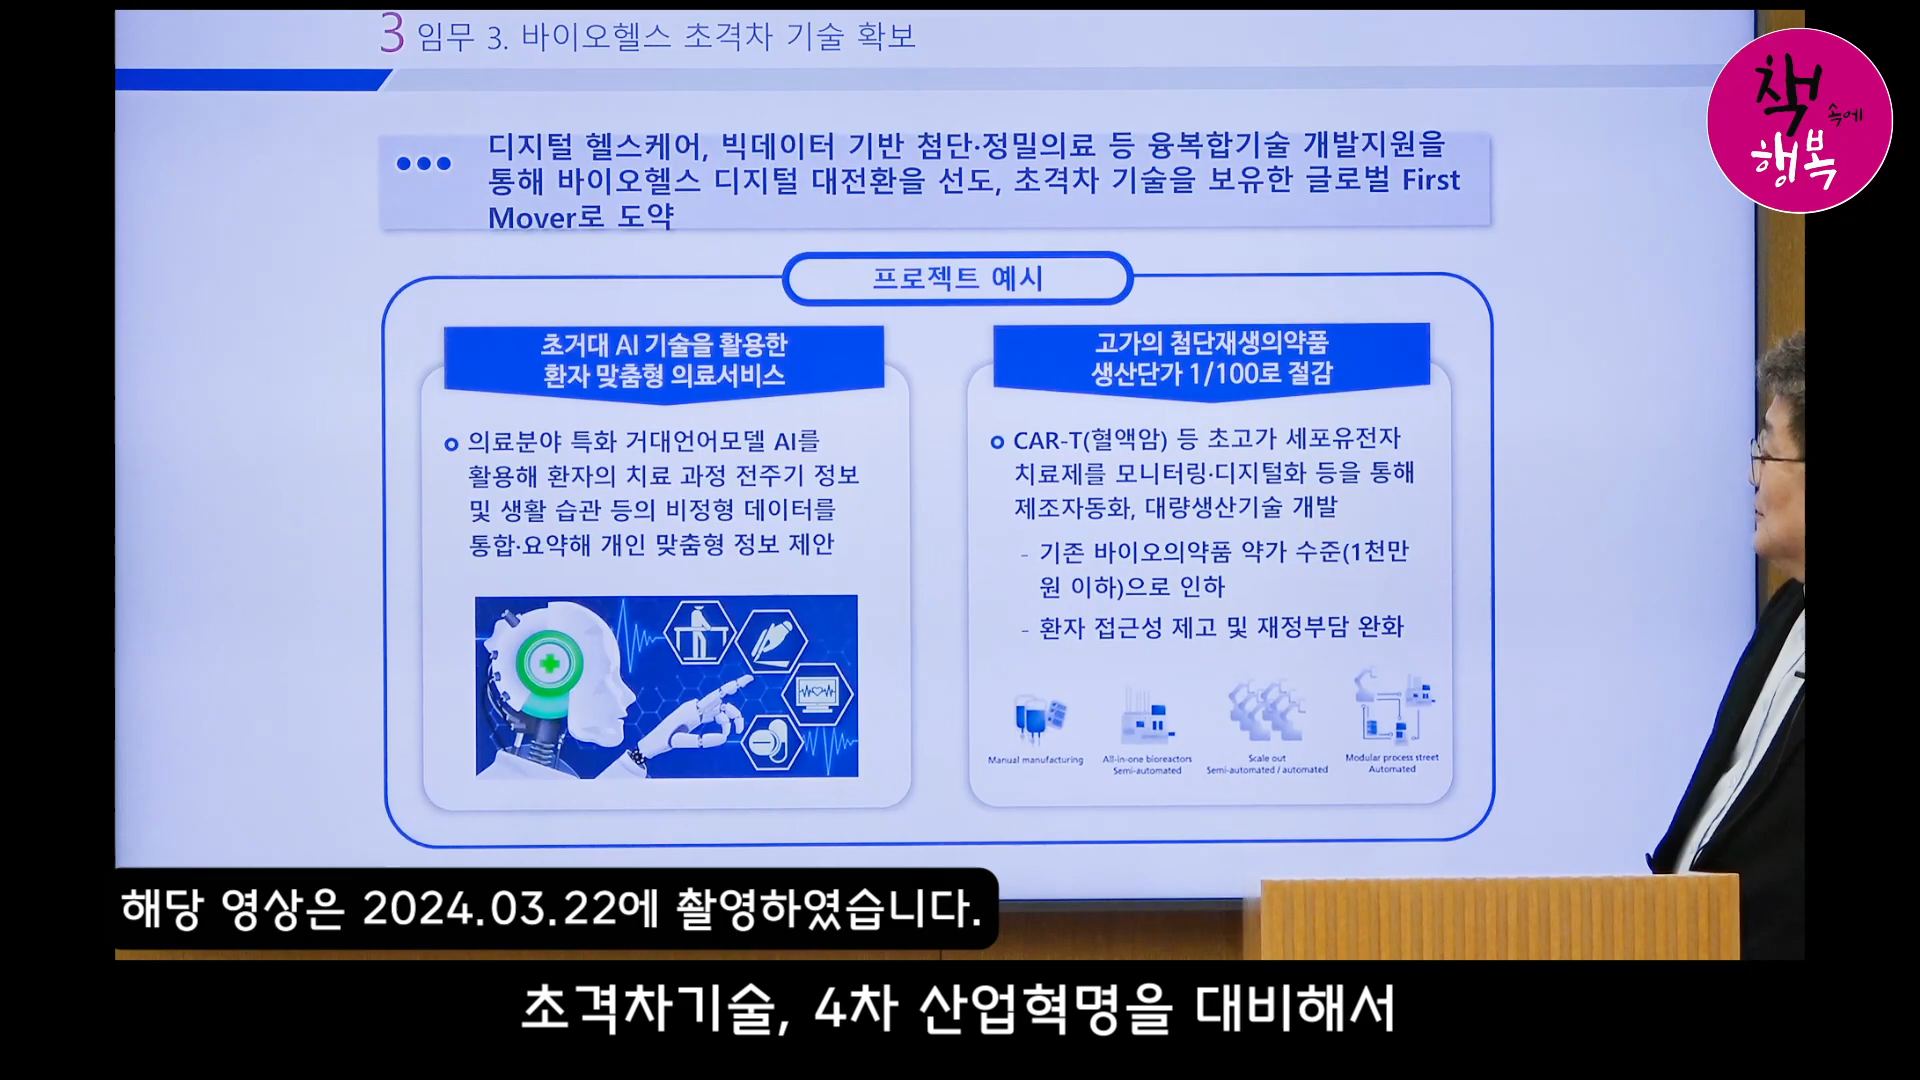 3 임무 3. 바이오헬스 초격차 기술 확보
책
속에
행복
디지털 헬스케어, 빅데이터 기반 첨단·정밀의료 등 융복합기술 개발지원을
통해 바이오헬스 디지털 대전환을 선도, 초격차 기술을 보유한 글로벌 First
Mover로 도약
프로젝트 예시
초거대 AI 기술을 활용한
환자 맞춤형 의료서비스
의료분야 특화 거대언어모델 AI를
활용해 환자의 치료 과정 전주기 정보
및 생활 습관 등의 비정형 데이터를
통합·요약해 개인 맞춤형 정보 제안
고가의 첨단재생의약품
생산단가 1/100로 절감
CAR-T(혈액암) 등 초고가 세포유전자
치료제를 모니터링·디지털화 등을 통해
제조자동화, 대량생산기술 개발
- 기존 바이오의약품 약가 수준(1천만
원 이하)으로 인하
- 환자 접근성 제고 및 재정부담 완화
Manual manufacturing
All-in-one bioreactors
Semi-automated
Scale out
Semi-automated / automated
Modular process street
Automated
해당 영상은 2024.03.22에 촬영하였습니다.
초격차기술, 4차 산업혁명을 대비해서